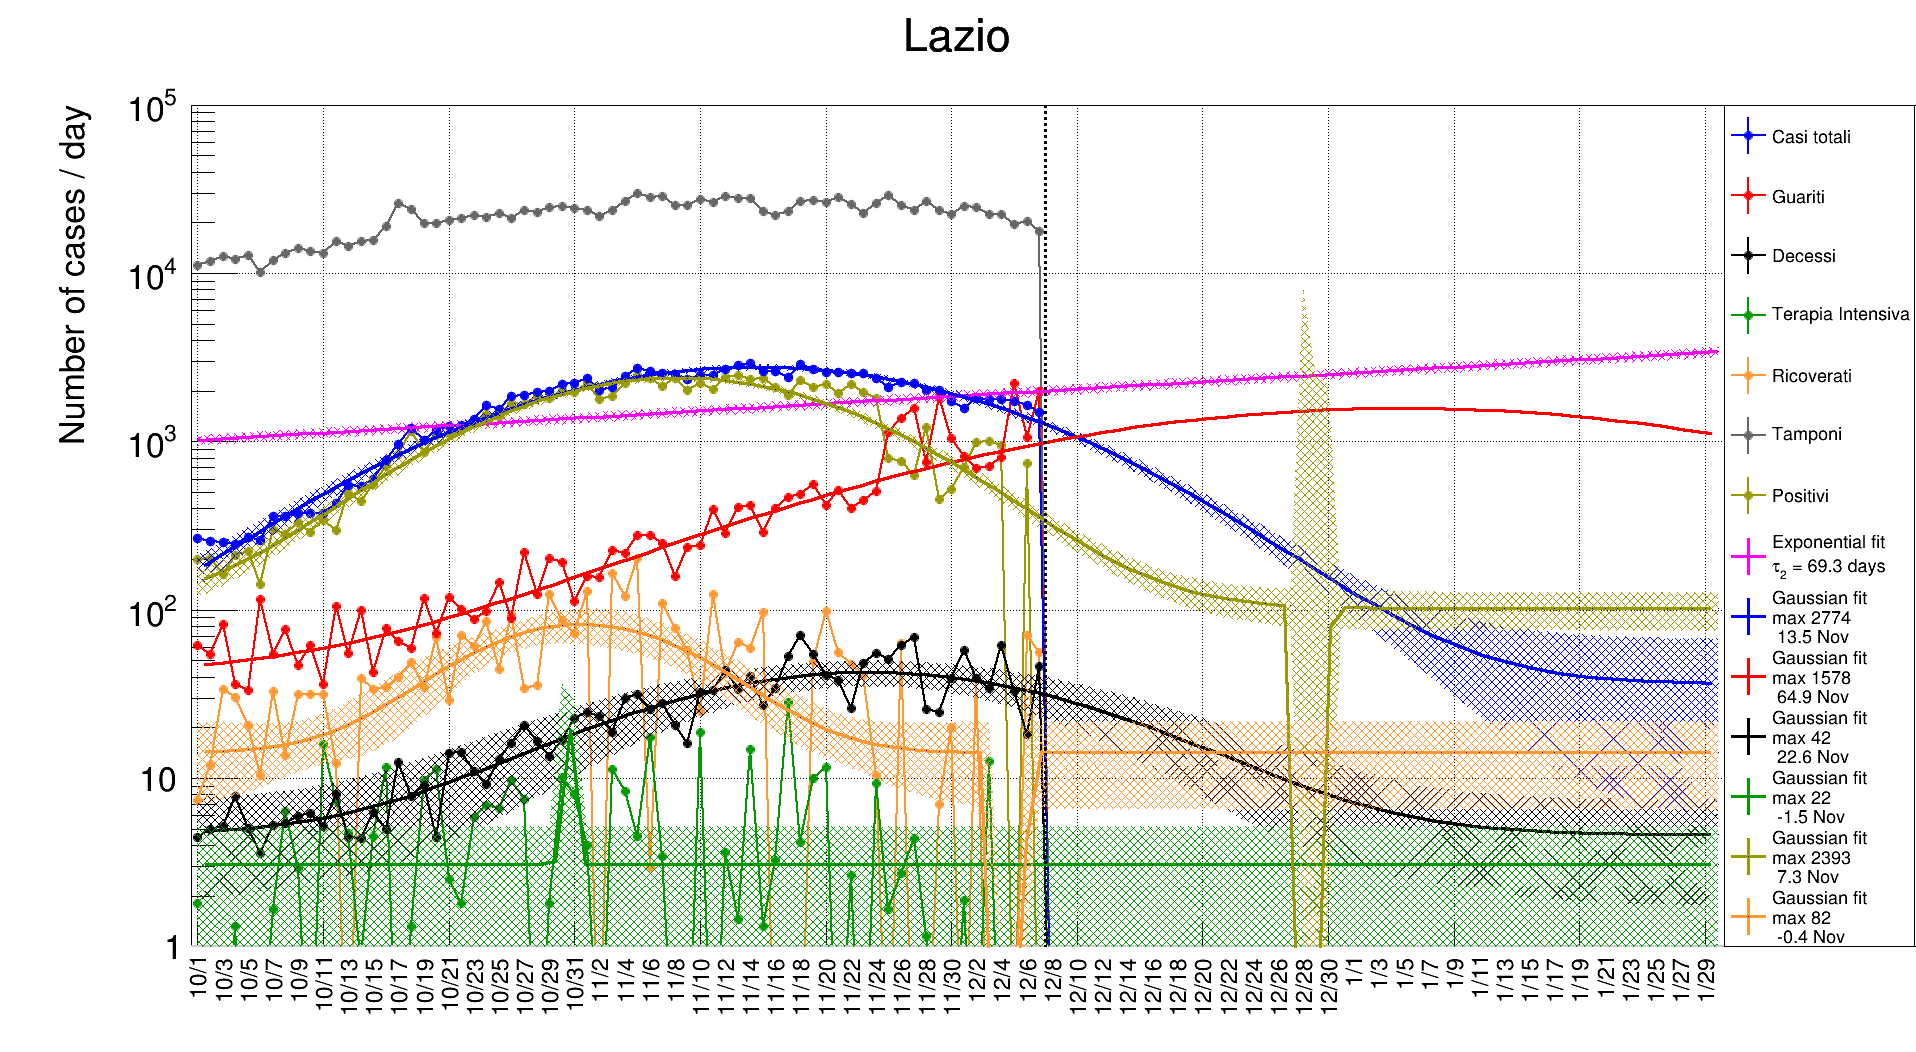 Lazio
Number of cases / day
10^5
10^4
10^3
10^2
10
1
10/1 10/3 10/5 10/7 10/9 10/11 10/13 10/15 10/17 10/19 10/21 10/23 10/25 10/27 10/29 10/31 11/2 11/4 11/6 11/8 11/10 11/12 11/14 11/16 11/18 11/20 11/22 11/24 11/26 11/28 11/30 12/2 12/4 12/6 12/8 12/10 12/12 12/14 12/16 12/18 12/20 12/22 12/24 12/26 12/28 12/30 1/1 1/3 1/5 1/7 1/9 1/11 1/13 1/15 1/17 1/19 1/21 1/23 1/25 1/27 1/29
Casi totali
Guariti
Decessi
Terapia Intensiva
Ricoverati
Tamponi
Positivi
Exponential fit
τ2 = 69.3 days
Gaussian fit
max 2774
13.5 Nov
Gaussian fit
max 1578
64.9 Nov
Gaussian fit
max 42
22.6 Nov
Gaussian fit
max 22
-1.5 Nov
Gaussian fit
max 2393
7.3 Nov
Gaussian fit
max 82
-0.4 Nov